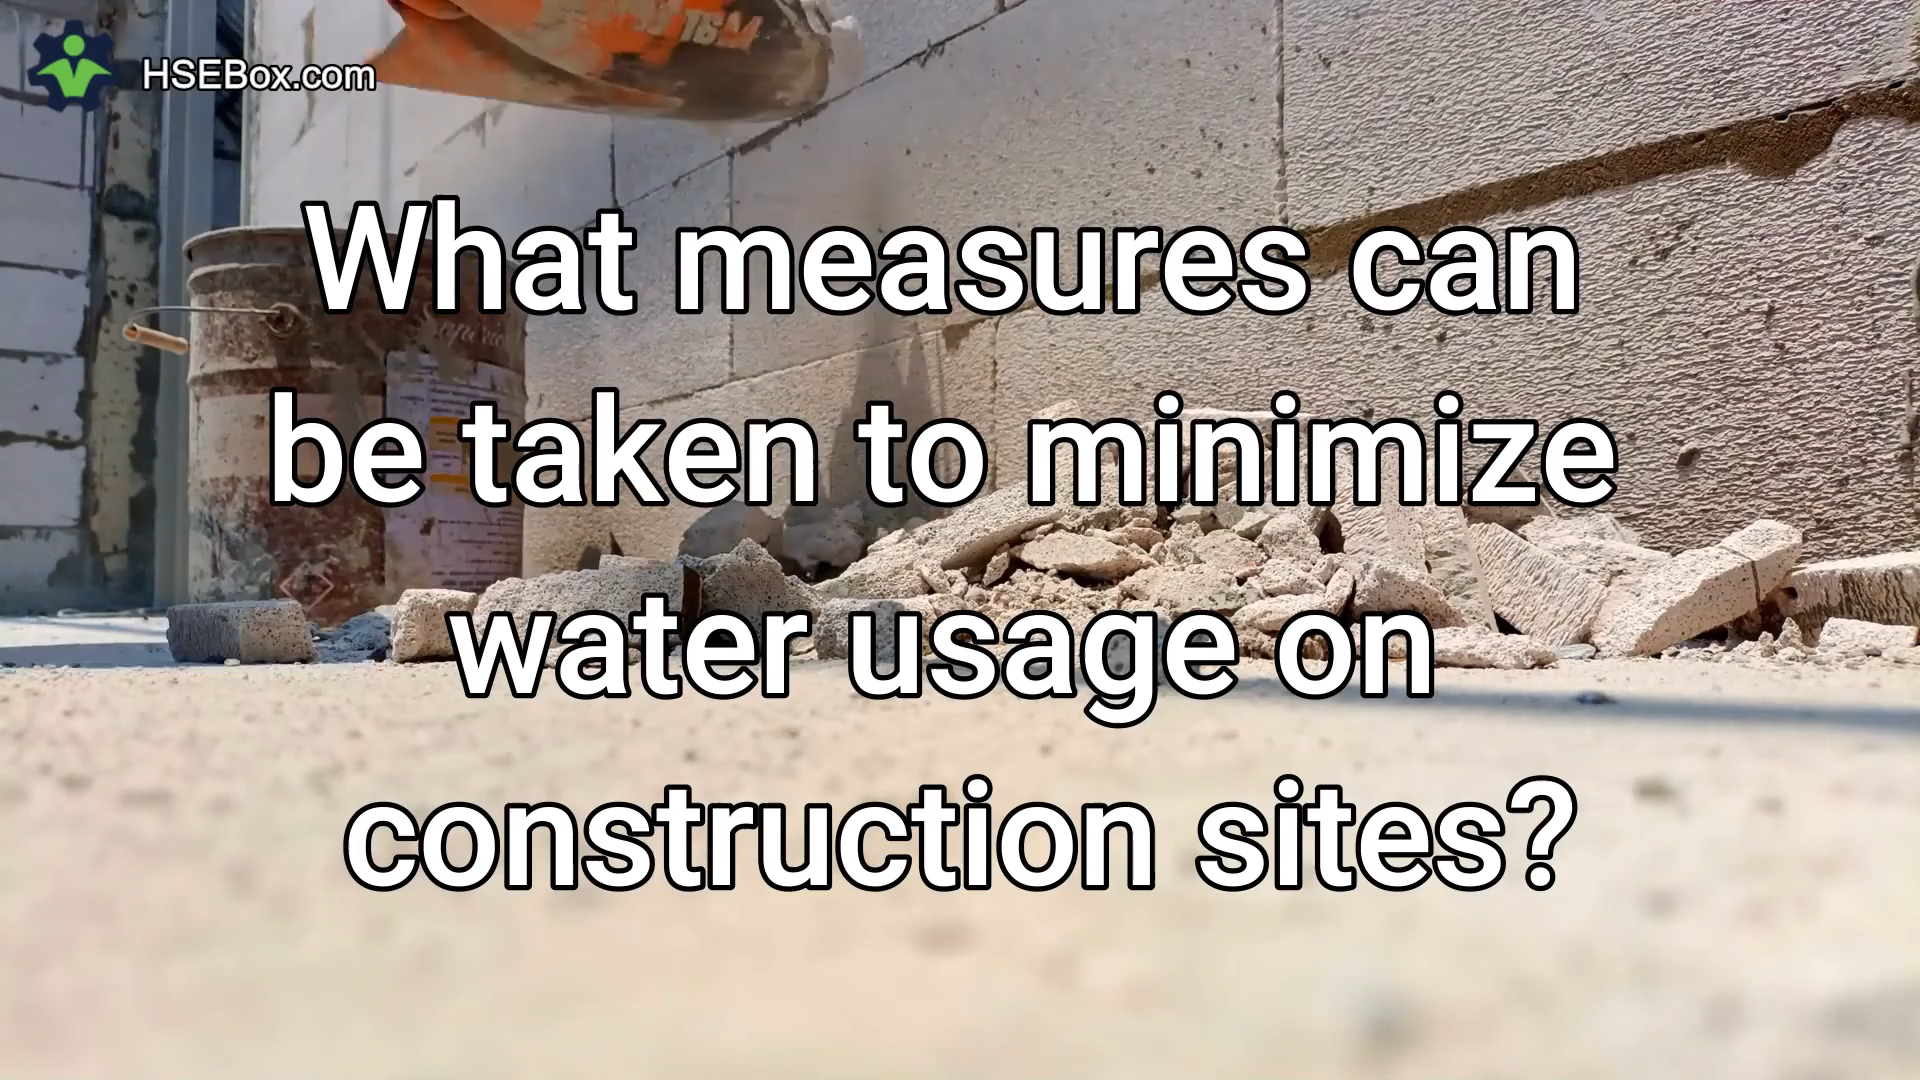 HSEBox.com
What measures can
be taken to minimize
water usage on
construction sites?